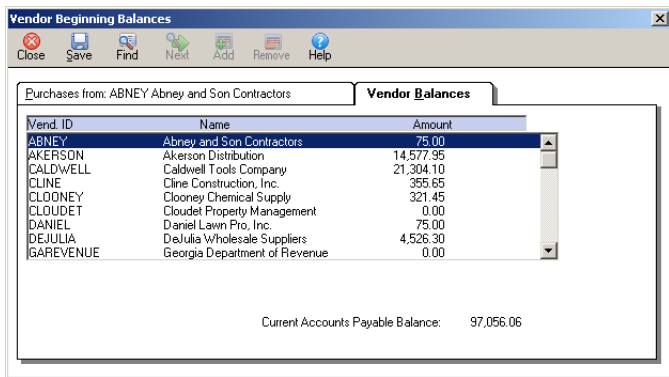 Vendor Beginning Balances
Close Save Find Next Add Remove Help
Purchases from: ABNEY Abney and Son Contractors Vendor Balances
Vend. ID Name Amount
ABNEY Abney and Son Contractors 75.00
AKERSON Akerson Distribution 14,577.95
CALDWELL Caldwell Tools Company 21,304.10
CLINE Cline Construction, Inc. 355.65
CLOONEY Clooney Chemical Supply 321.45
CLOUDET Cloudet Property Management 0.00
DANIEL Daniel Lawn Pro, Inc. 75.00
DEJULIA DeJulia Wholesale Suppliers 4,526.30
GAREVENUE Georgia Department of Revenue 0.00
Current Accounts Payable Balance: 97,056.06